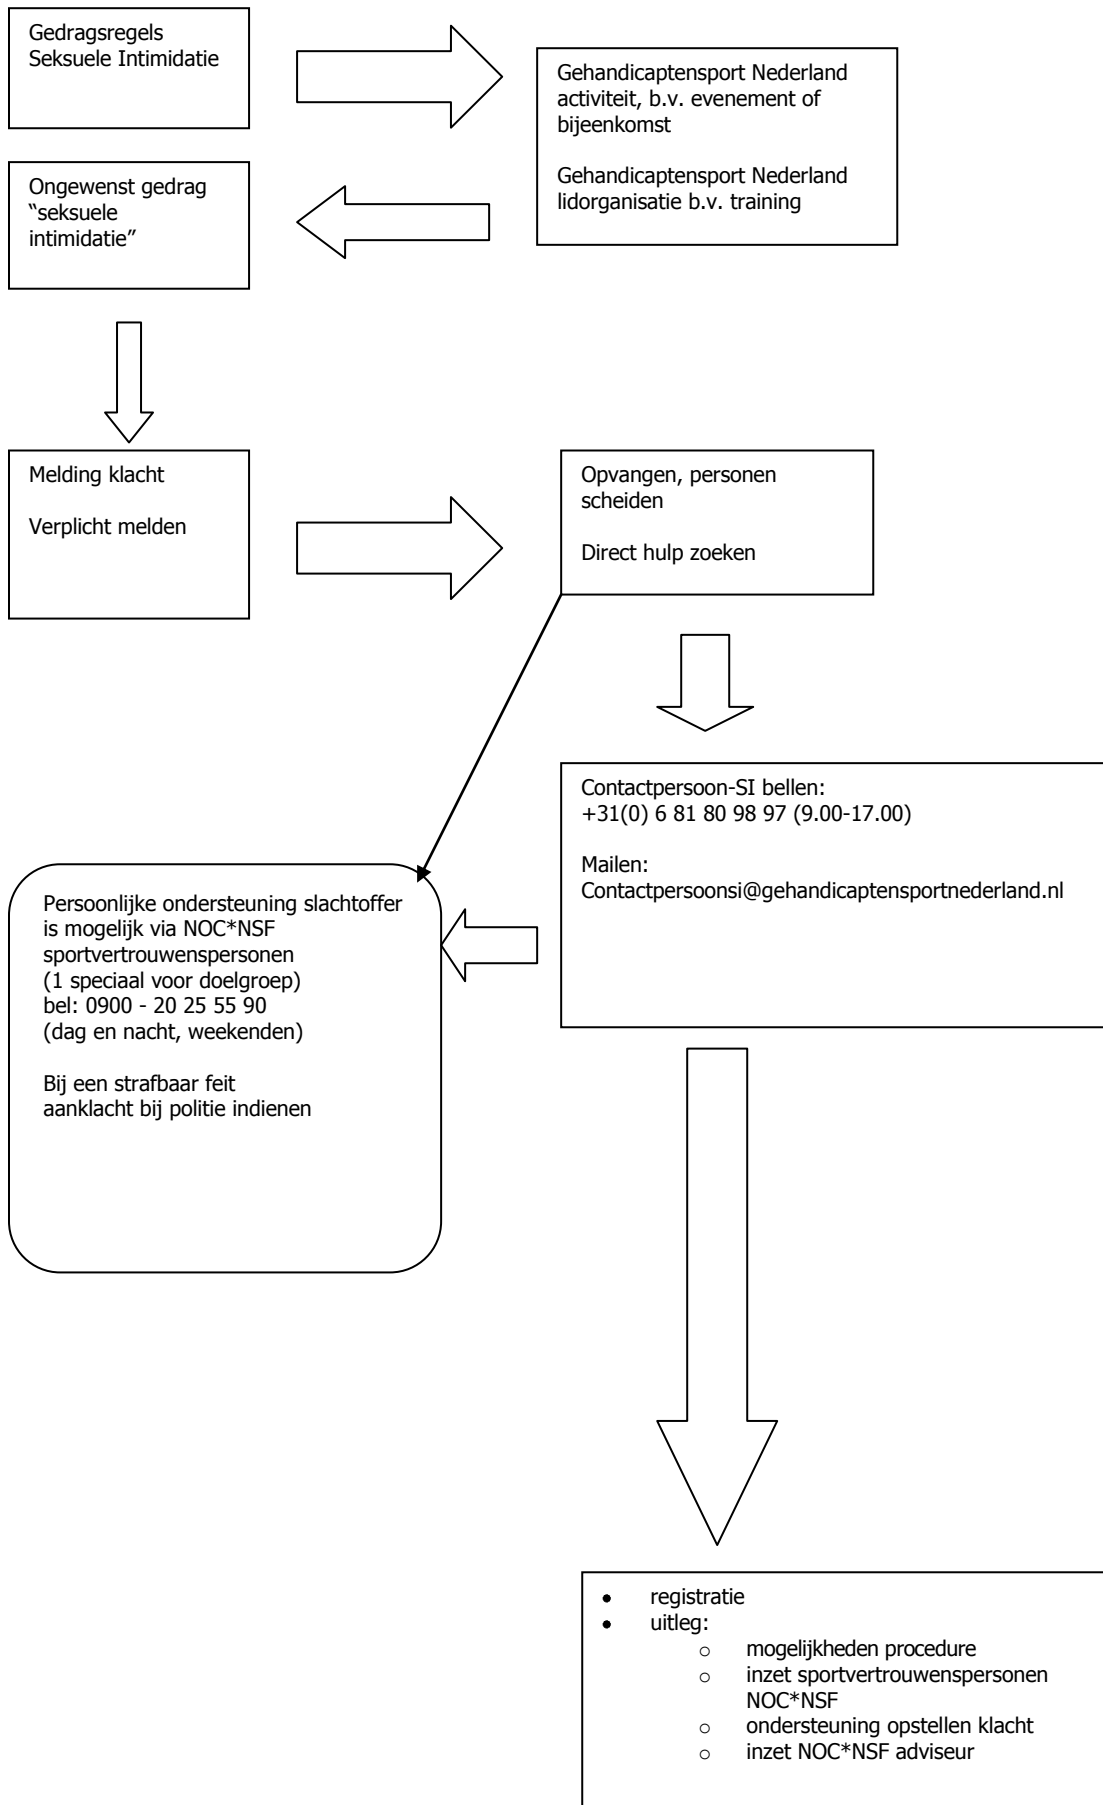 Gedragsregels
Seksuele Intimidatie
Gehandicaptensport Nederland
activiteit, b.v. evenement of
bijeenkomst
Gehandicaptensport Nederland
lidorganisatie b.v. training
Ongewenst gedrag
“seksuele
intimidatie”
Melding klacht
Verplicht melden
Opvangen, personen
scheiden
Direct hulp zoeken
Contactpersoon-SI bellen:
+31(0) 6 81 80 98 97 (9.00-17.00)
Mailen:
Contactpersoonsi@gehandicaptensportnederland.nl
Persoonlijke ondersteuning slachtoffer
is mogelijk via NOC*NSF
sportvertrouwenspersonen
(1 speciaal voor doelgroep)
bel: 0900 - 20 25 55 90
(dag en nacht, weekenden)
Bij een strafbaar feit
aanklacht bij politie indienen
• registratie
• uitleg:
o mogelijkheden procedure
o inzet sportvertrouwenspersonen
NOC*NSF
o ondersteuning opstellen klacht
o inzet NOC*NSF adviseur